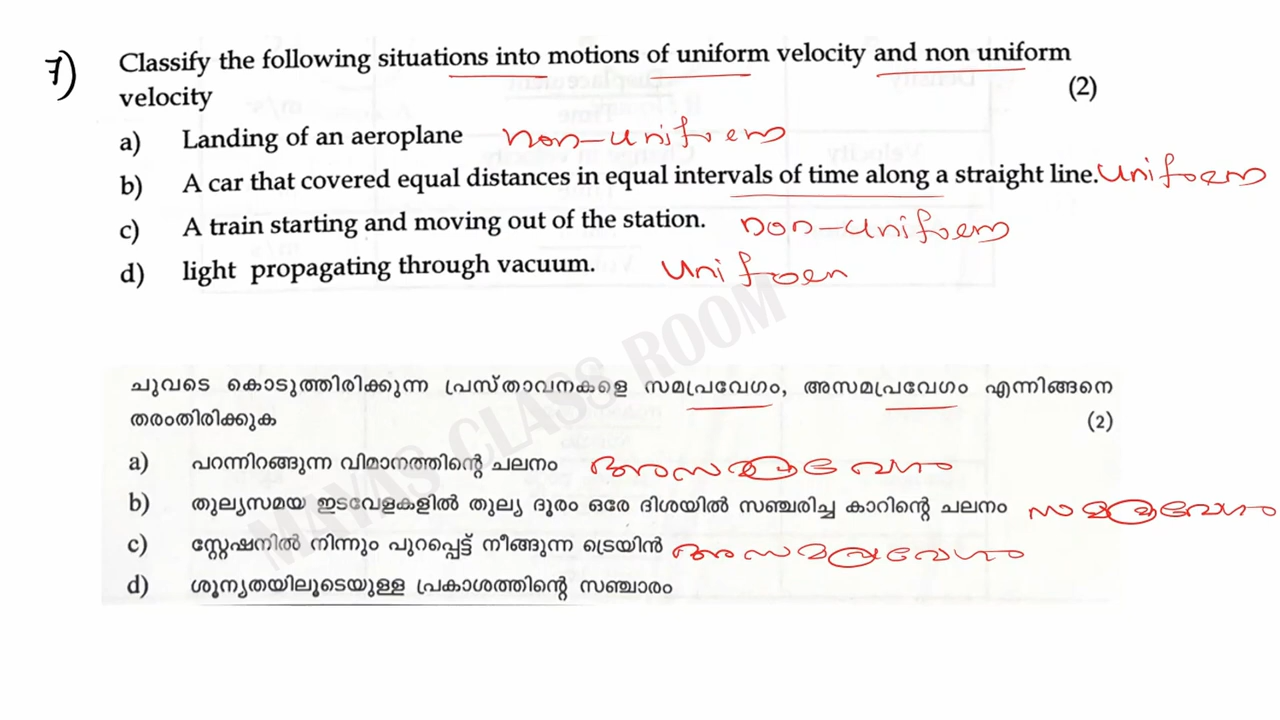 7) Classify the following situations into motions of uniform velocity and non uniform
velocity (2)
a) Landing of an aeroplane non-uniform
b) A car that covered equal distances in equal intervals of time along a straight line. uniform
c) A train starting and moving out of the station. non-uniform
d) light propagating through vacuum. uniform
ചുവടെ കൊടുത്തിരിക്കുന്ന പ്രസ്താവനകളെ സമപ്രവേഗം, അസമപ്രവേഗം എന്നിങ്ങനെ
തരംതിരിക്കുക (2)
a) പറന്നിറങ്ങുന്ന വിമാനത്തിന്റെ ചലനം അസമപ്രവേഗം
b) തുല്യസമയ ഇടവേളകളിൽ തുല്യ ദൂരം ഒരേ ദിശയിൽ സഞ്ചരിച്ച കാറിന്റെ ചലനം സമപ്രവേഗം
c) സ്റ്റേഷനിൽ നിന്നും പുറപ്പെട്ട് നീങ്ങുന്ന ട്രെയിൻ അസമപ്രവേഗം
d) ശൂന്യതയിലൂടെയുള്ള പ്രകാശത്തിന്റെ സഞ്ചാരം
MAYAS CLASS ROOM